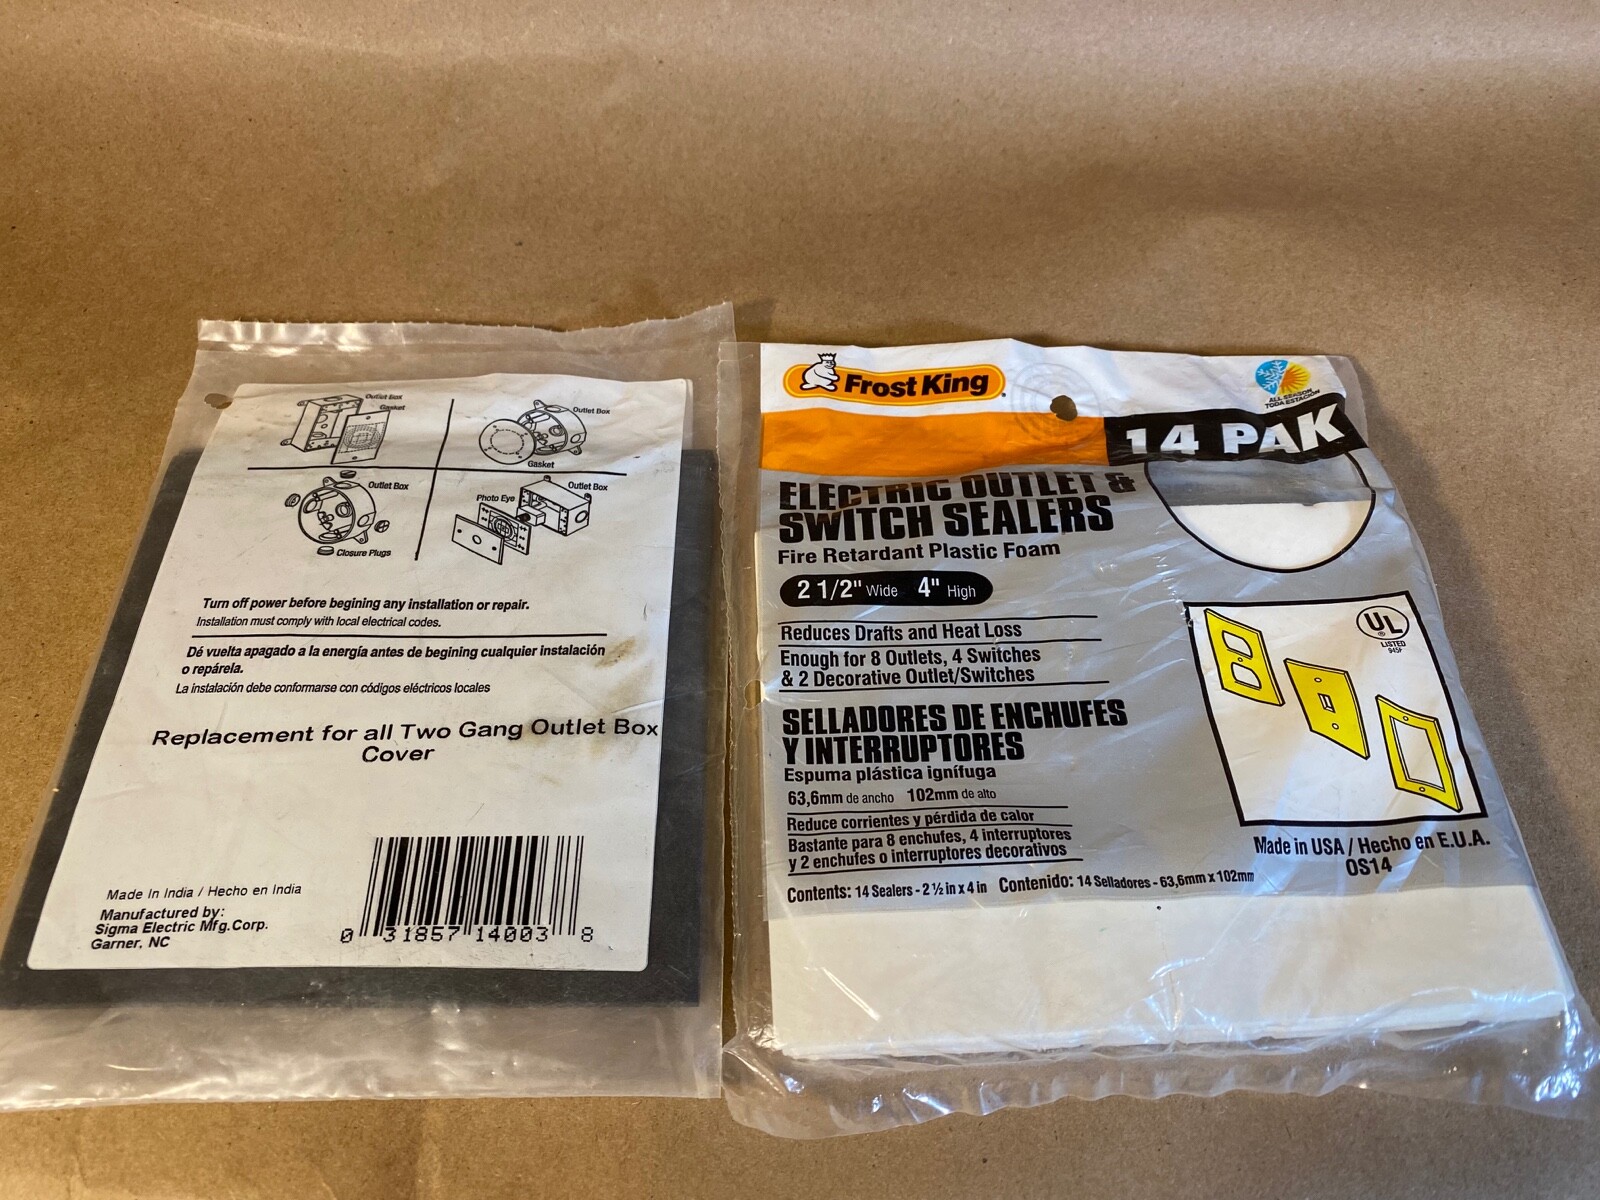 Outlet Box
Gasket
Outlet Box
Gasket
Outlet Box
Closure Plugs
Photo Eye
Outlet Box
Turn off power before begining any installation or repair.
Installation must comply with local electrical codes.
Dé vuelta apagado a la energía antes de begining cualquier instalación
o repárela.
La instalación debe conformarse con códigos eléctricos locales
Replacement for all Two Gang Outlet Box
Cover
Made In India / Hecho en India
Manufactured by:
Sigma Electric Mfg.Corp.
Garner, NC
0 31857 14003 8
Frost King
ALL SEASON
TODA ESTACIÓN
14 PAK
ELECTRIC OUTLET &
SWITCH SEALERS
Fire Retardant Plastic Foam
2 1/2" Wide 4" High
Reduces Drafts and Heat Loss
Enough for 8 Outlets, 4 Switches
& 2 Decorative Outlet/Switches
SELLADORES DE ENCHUFES
Y INTERRUPTORES
Espuma plástica ignífuga
63,6mm de ancho 102mm de alto
Reduce corrientes y pérdida de calor
Bastante para 8 enchufes, 4 interruptores
y 2 enchufes o interruptores decorativos
Contents: 14 Sealers - 2 ½ in x 4 in Contenido: 14 Selladores - 63,6mm x 102mm
UL
®
LISTED
945F
Made in USA / Hecho en E.U.A.
OS14